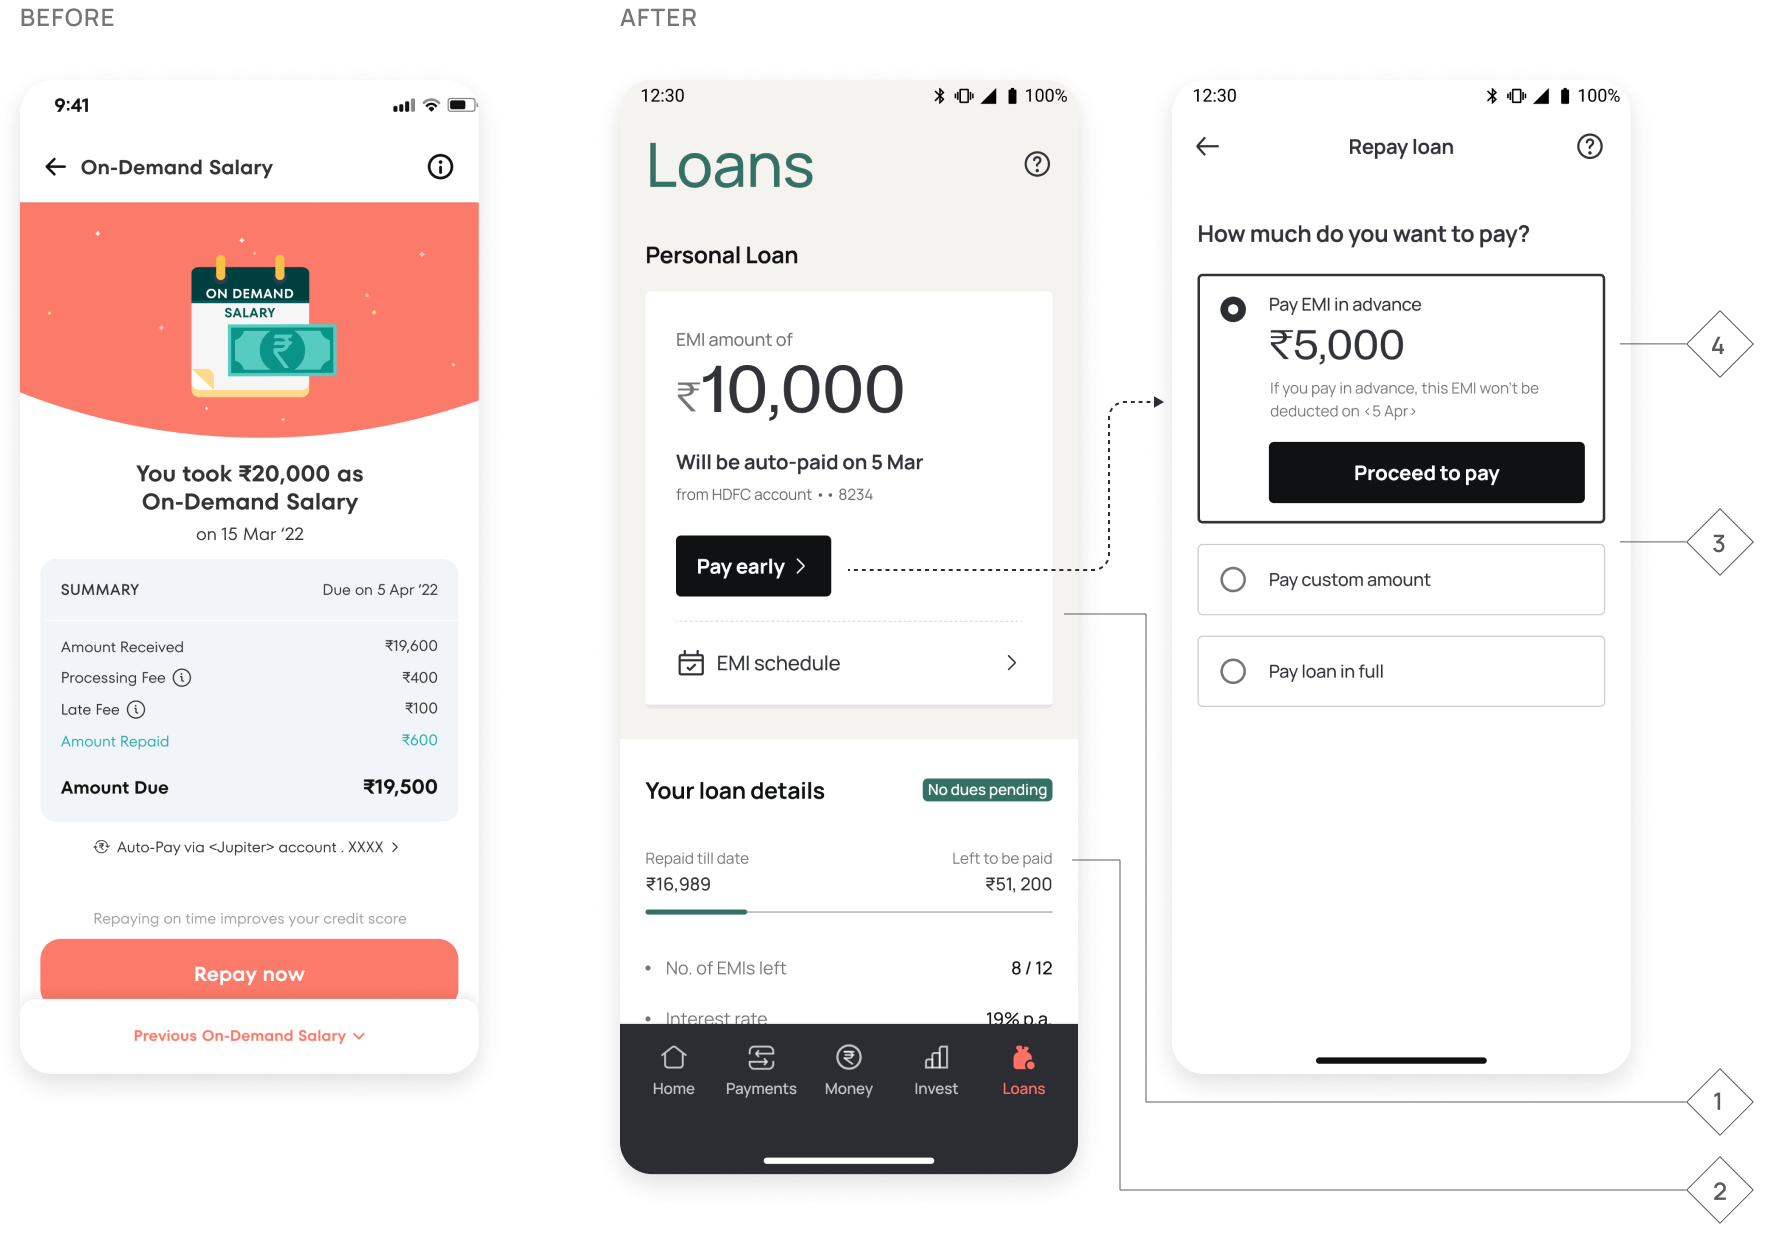 BEFORE
AFTER
9:41
On-Demand Salary
ON DEMAND
SALARY
You took ₹20,000 as
On-Demand Salary
on 15 Mar ‘22
SUMMARY Due on 5 Apr ‘22
Amount Received ₹19,600
Processing Fee ₹400
Late Fee ₹100
Amount Repaid ₹600
Amount Due ₹19,500
Auto-Pay via <Jupiter> account . XXXX
Repaying on time improves your credit score
Repay now
Previous On-Demand Salary
12:30 100%
Loans
Personal Loan
EMI amount of
₹10,000
Will be auto-paid on 5 Mar
from HDFC account • • 8234
Pay early
EMI schedule
Your loan details No dues pending
Repaid till date Left to be paid
₹16,989 ₹51, 200
• No. of EMIs left 8 / 12
• Interest rate 19% p.a.
Home Payments Money Invest Loans
12:30 100%
Repay loan
How much do you want to pay?
Pay EMI in advance
₹5,000
If you pay in advance, this EMI won't be
deducted on <5 Apr>
Proceed to pay
Pay custom amount
Pay loan in full
4
3
1
2